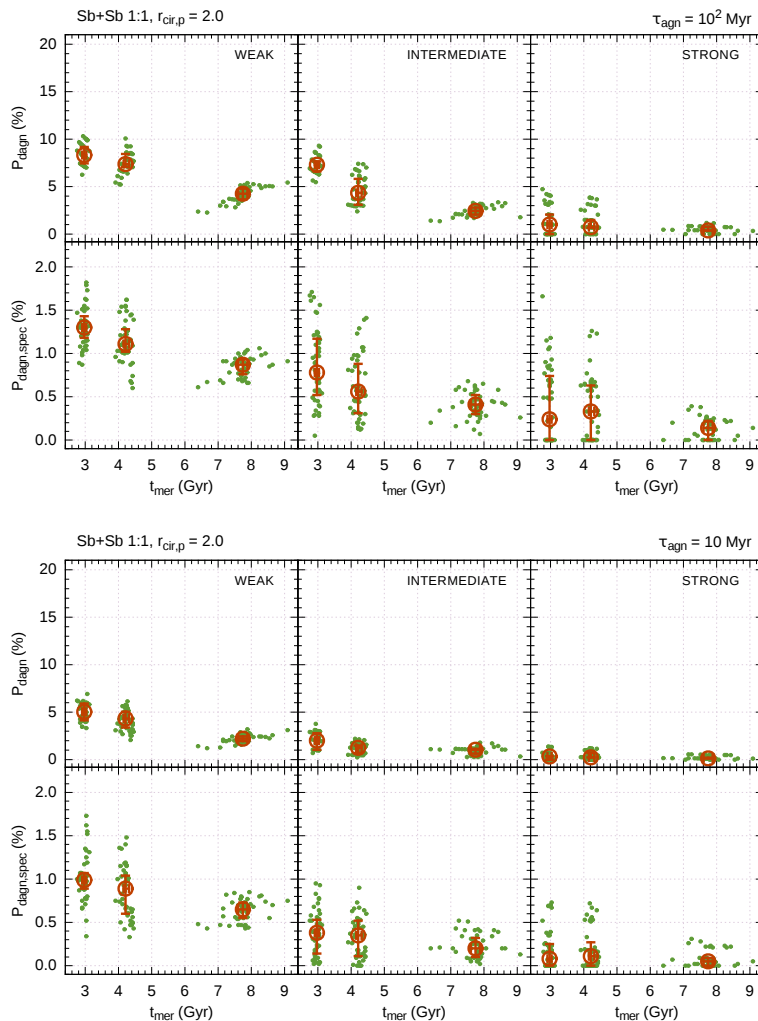 Sb+Sb 1:1, r_cir,p = 2.0 τ_agn = 10² Myr
WEAK INTERMEDIATE STRONG
P_dagn (%)
20
15
10
5
0
P_dagn,spec (%)
2.0
1.5
1.0
0.5
0.0
3 4 5 6 7 8 9 3 4 5 6 7 8 9 3 4 5 6 7 8 9
t_mer (Gyr) t_mer (Gyr) t_mer (Gyr)
Sb+Sb 1:1, r_cir,p = 2.0 τ_agn = 10 Myr
WEAK INTERMEDIATE STRONG
P_dagn (%)
20
15
10
5
0
P_dagn,spec (%)
2.0
1.5
1.0
0.5
0.0
3 4 5 6 7 8 9 3 4 5 6 7 8 9 3 4 5 6 7 8 9
t_mer (Gyr) t_mer (Gyr) t_mer (Gyr)